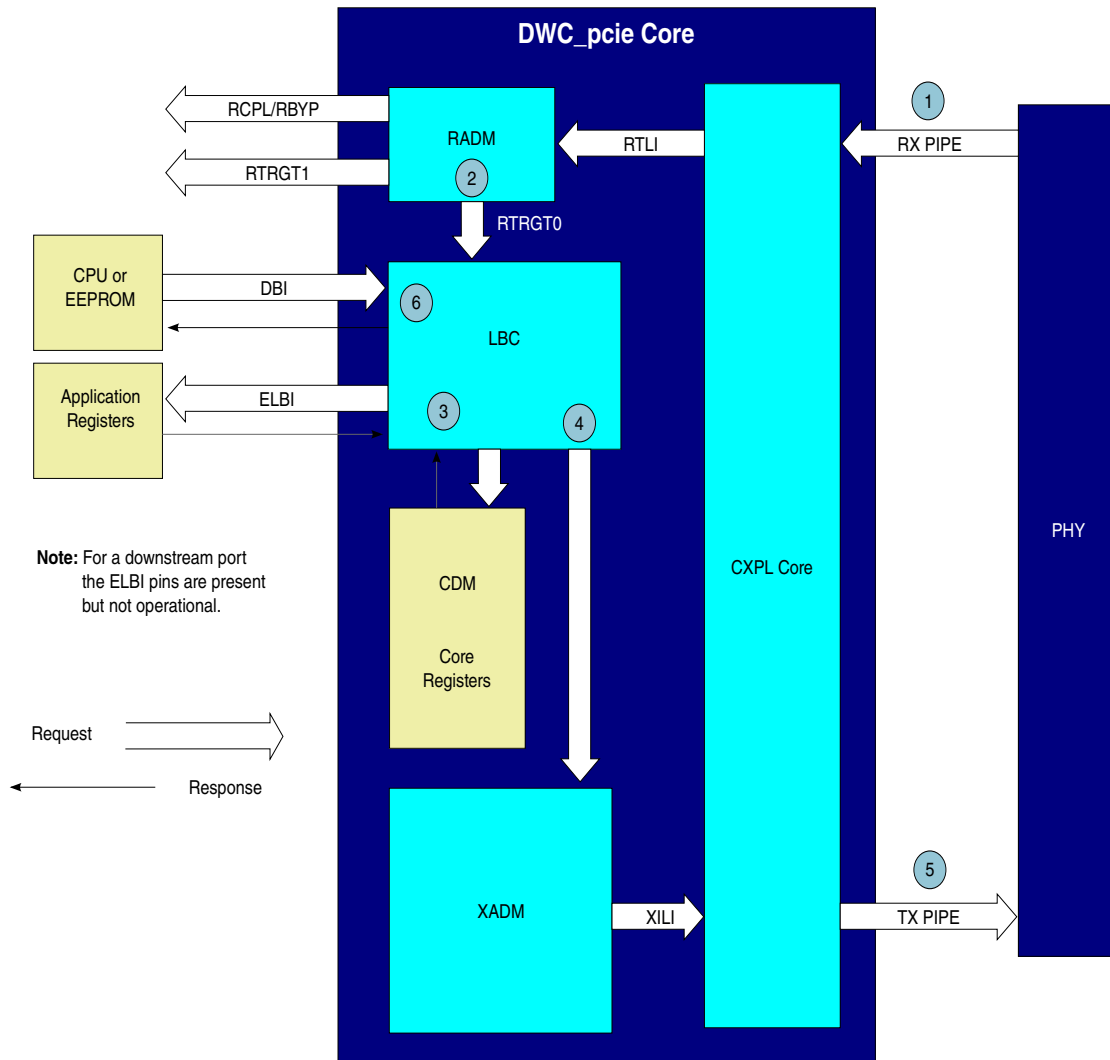 DWC_pcie Core
RCPL/RBYP
RADM
RTLI
1
RX PIPE
RTRGT1
2
RTRGT0
CPU or
EEPROM
DBI
6
LBC
Application
Registers
ELBI
3
4
Note: For a downstream port
the ELBI pins are present
but not operational.
CDM
Core
Registers
CXPL Core
PHY
Request
Response
XADM
XILI
5
TX PIPE